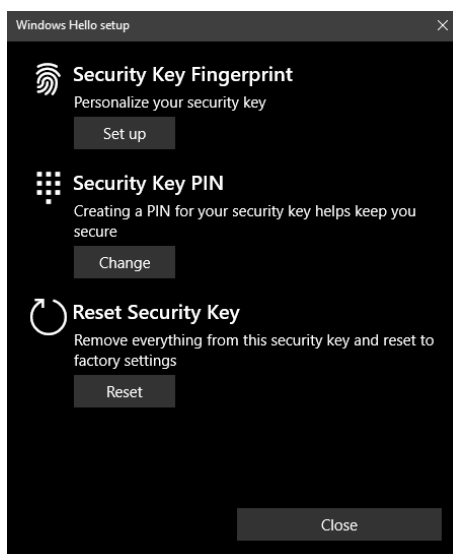 Windows Hello setup
Security Key Fingerprint
Personalize your security key
Set up
Security Key PIN
Creating a PIN for your security key helps keep you
secure
Change
Reset Security Key
Remove everything from this security key and reset to
factory settings
Reset
Close